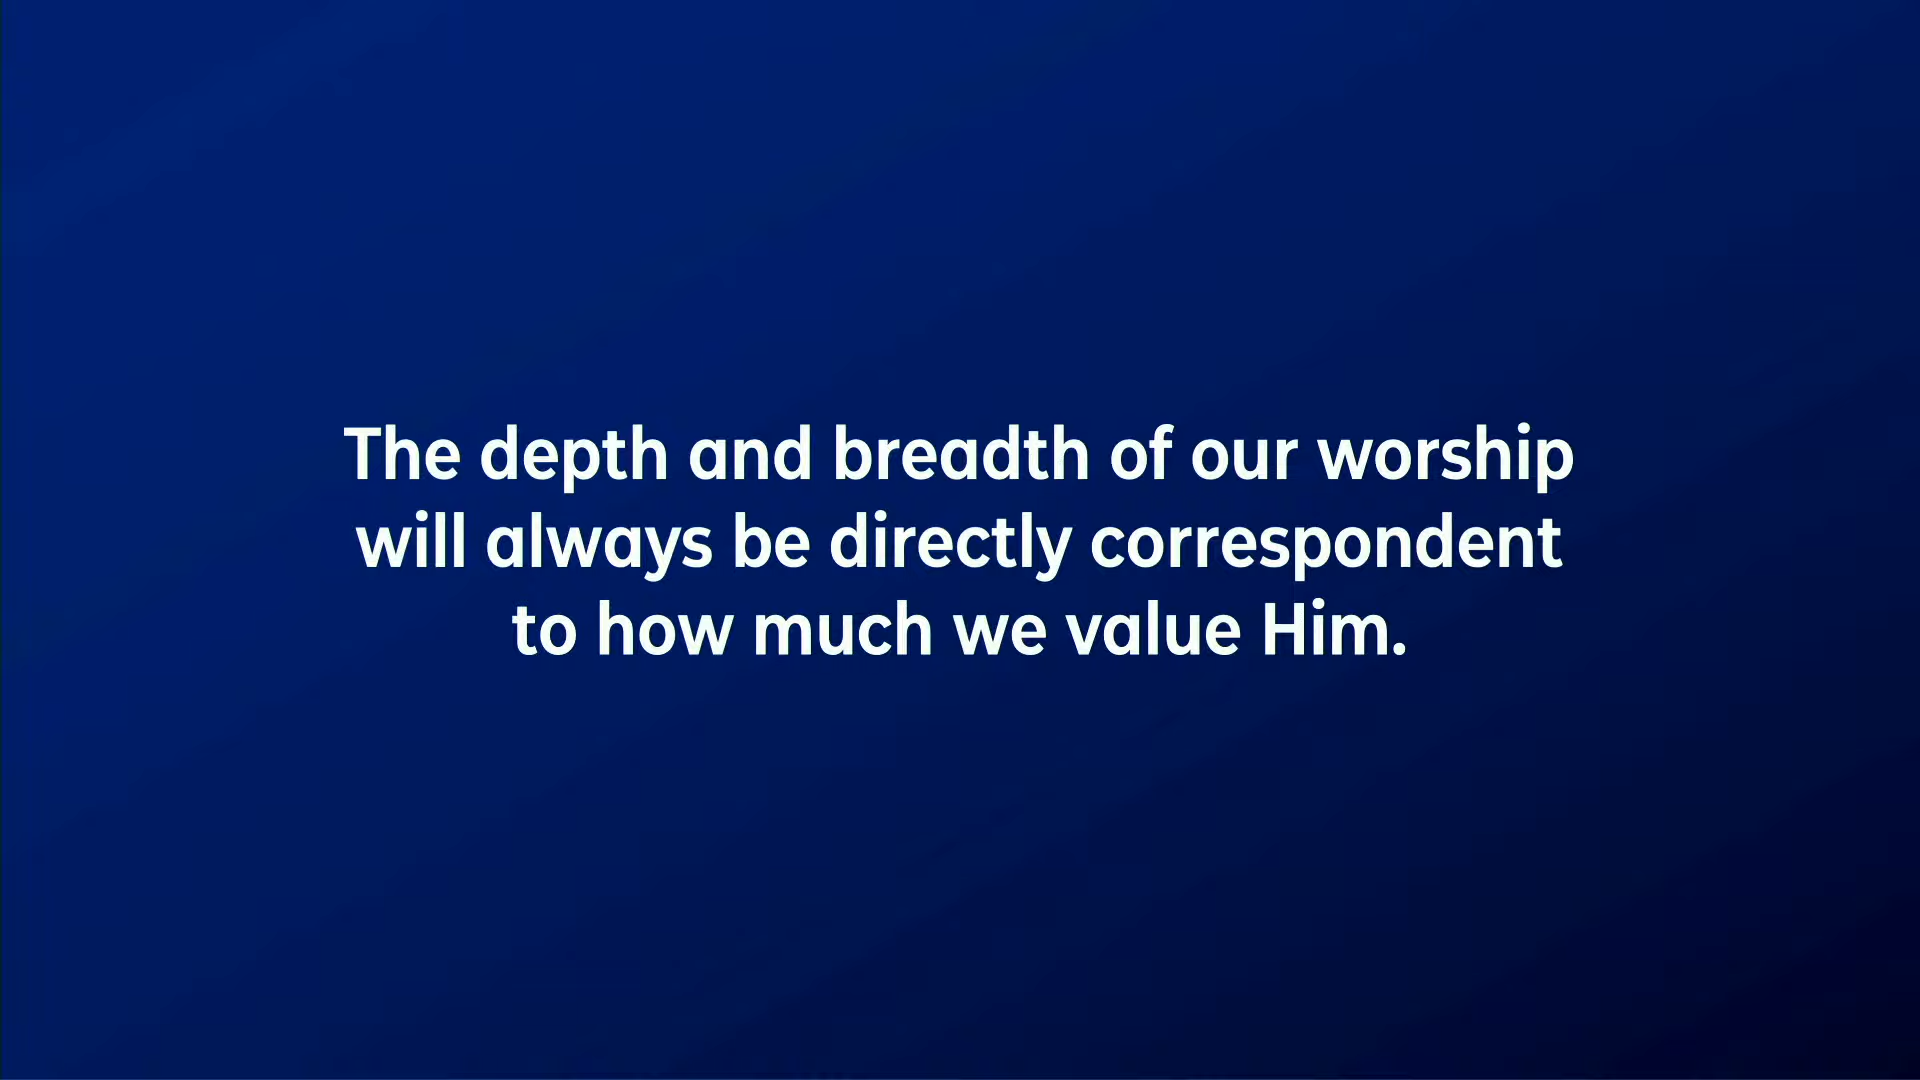 The depth and breadth of our worship
will always be directly correspondent
to how much we value Him.